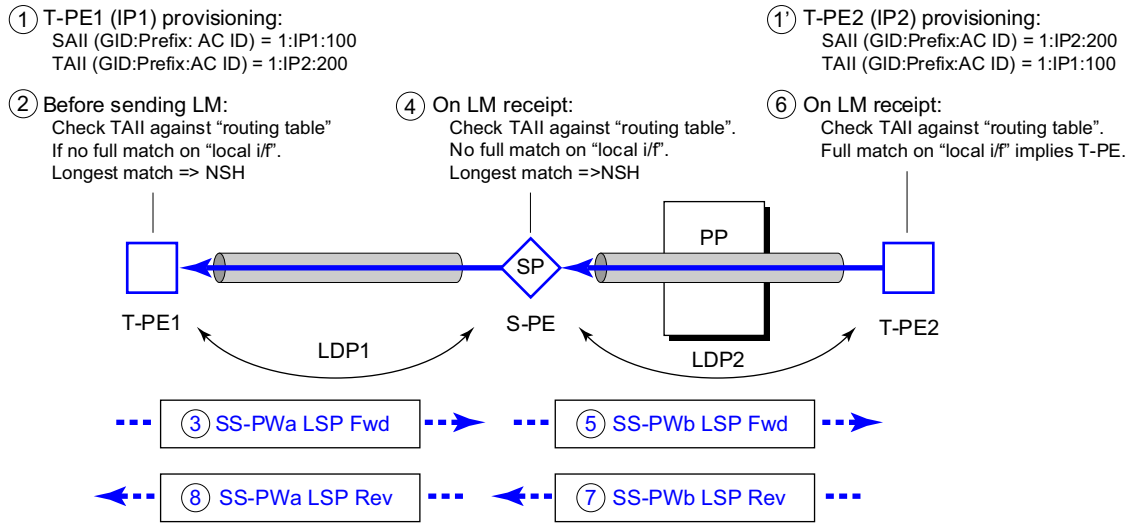 1 T-PE1 (IP1) provisioning:
SAII (GID:Prefix: AC ID) = 1:IP1:100
TAII (GID:Prefix:AC ID) = 1:IP2:200
1' T-PE2 (IP2) provisioning:
SAII (GID:Prefix:AC ID) = 1:IP2:200
TAII (GID:Prefix:AC ID) = 1:IP1:100
2 Before sending LM:
Check TAII against “routing table”
If no full match on “local i/f”.
Longest match => NSH
4 On LM receipt:
Check TAII against “routing table”.
No full match on “local i/f”.
Longest match =>NSH
6 On LM receipt:
Check TAII against “routing table”.
Full match on “local i/f” implies T-PE.
PP
SP
T-PE1
S-PE
T-PE2
LDP1
LDP2
3 SS-PWa LSP Fwd
5 SS-PWb LSP Fwd
8 SS-PWa LSP Rev
7 SS-PWb LSP Rev